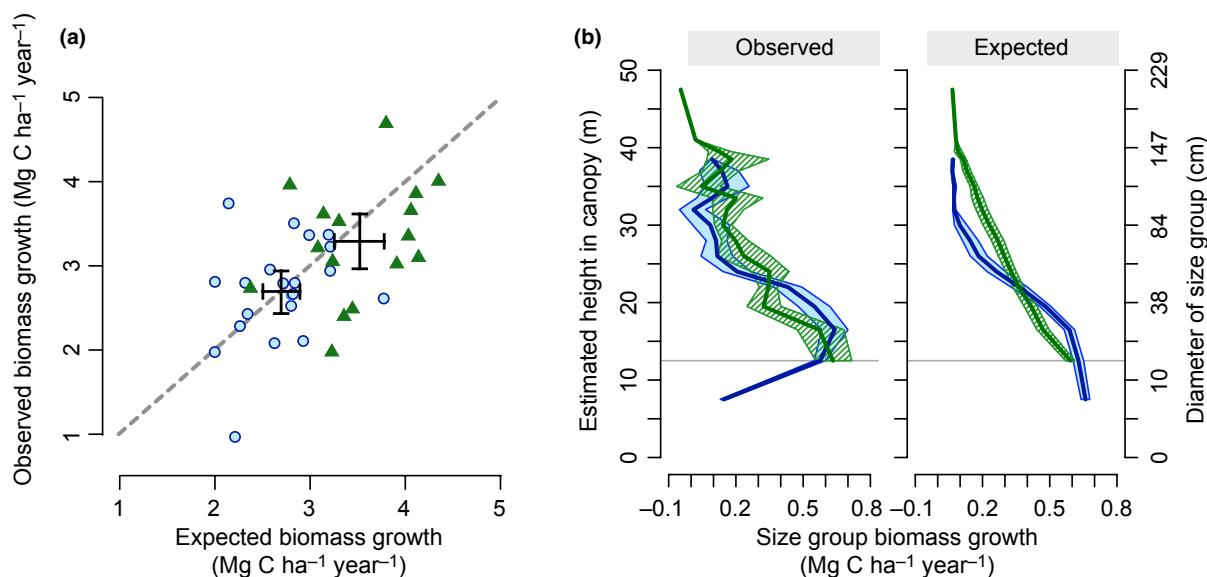 (a)
Observed biomass growth (Mg C ha⁻¹ year⁻¹)
5
4
3
2
1
1 2 3 4 5
Expected biomass growth
(Mg C ha⁻¹ year⁻¹)
(b)
Observed Expected
Estimated height in canopy (m)
50
40
30
20
10
0
229
147
84
38
10
0
Diameter of size group (cm)
–0.1 0.2 0.5 0.8 –0.1 0.2 0.5 0.8
Size group biomass growth
(Mg C ha⁻¹ year⁻¹)